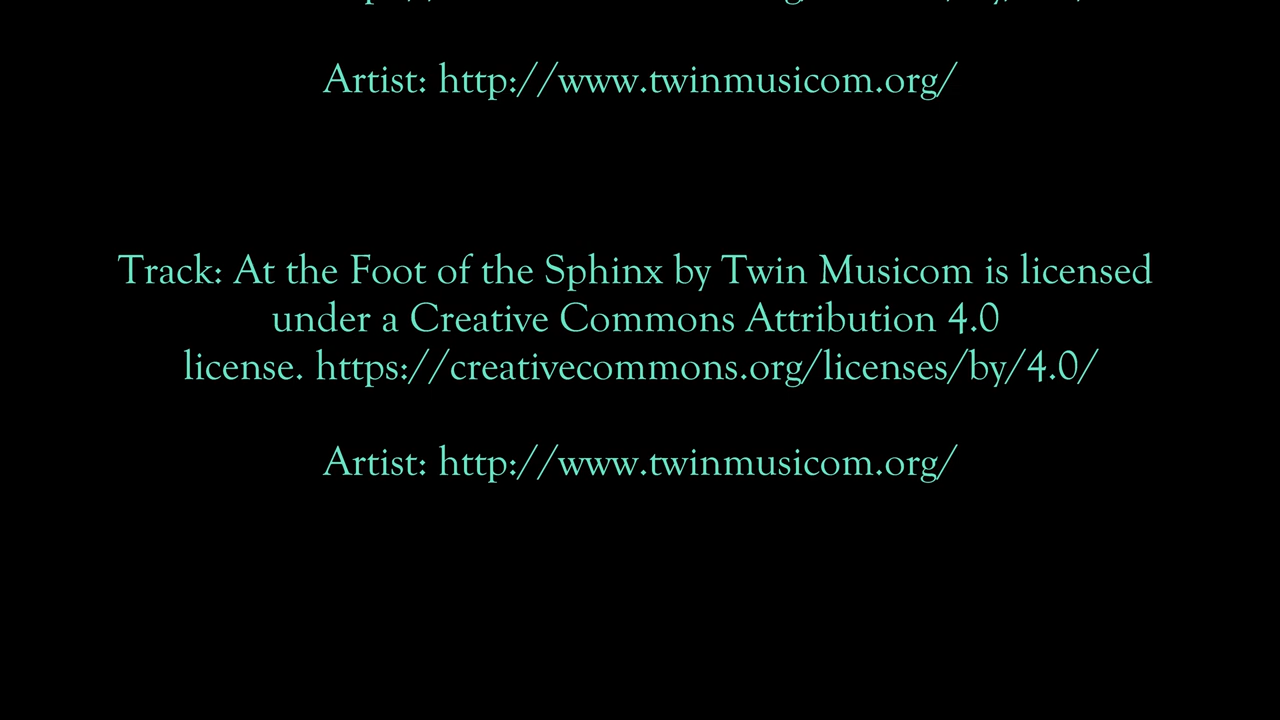 Artist: http://www.twinmusicom.org/
Track: At the Foot of the Sphinx by Twin Musicom is licensed
under a Creative Commons Attribution 4.0
license. https://creativecommons.org/licenses/by/4.0/
Artist: http://www.twinmusicom.org/